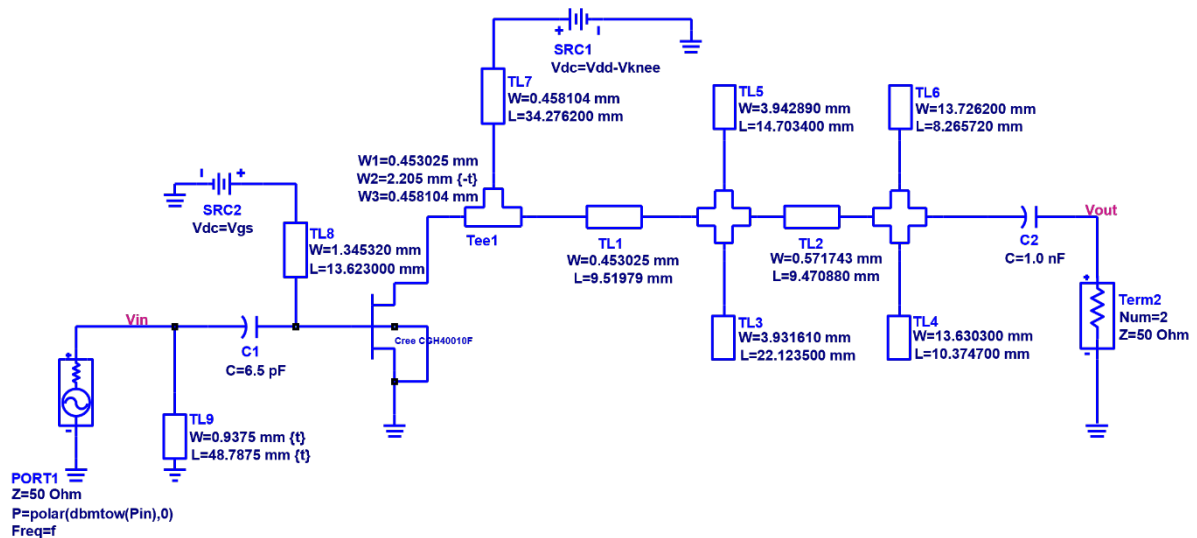 +
-
SRC1
Vdc=Vdd-Vknee
TL7
W=0.458104 mm
L=34.276200 mm
TL5
W=3.942890 mm
L=14.703400 mm
TL6
W=13.726200 mm
L=8.265720 mm
W1=0.453025 mm
W2=2.205 mm {-t}
W3=0.458104 mm
Tee1
-
+
SRC2
Vdc=Vgs
TL8
W=1.345320 mm
L=13.623000 mm
TL1
W=0.453025 mm
L=9.51979 mm
TL2
W=0.571743 mm
L=9.470880 mm
C2
C=1.0 nF
Vout
Vin
C1
C=6.5 pF
Cree CGH40010F
TL3
W=3.931610 mm
L=22.123500 mm
TL4
W=13.630300 mm
L=10.374700 mm
+
-
Term2
Num=2
Z=50 Ohm
+
-
TL9
W=0.9375 mm {t}
L=48.7875 mm {t}
PORT1
Z=50 Ohm
P=polar(dbmtow(Pin),0)
Freq=f